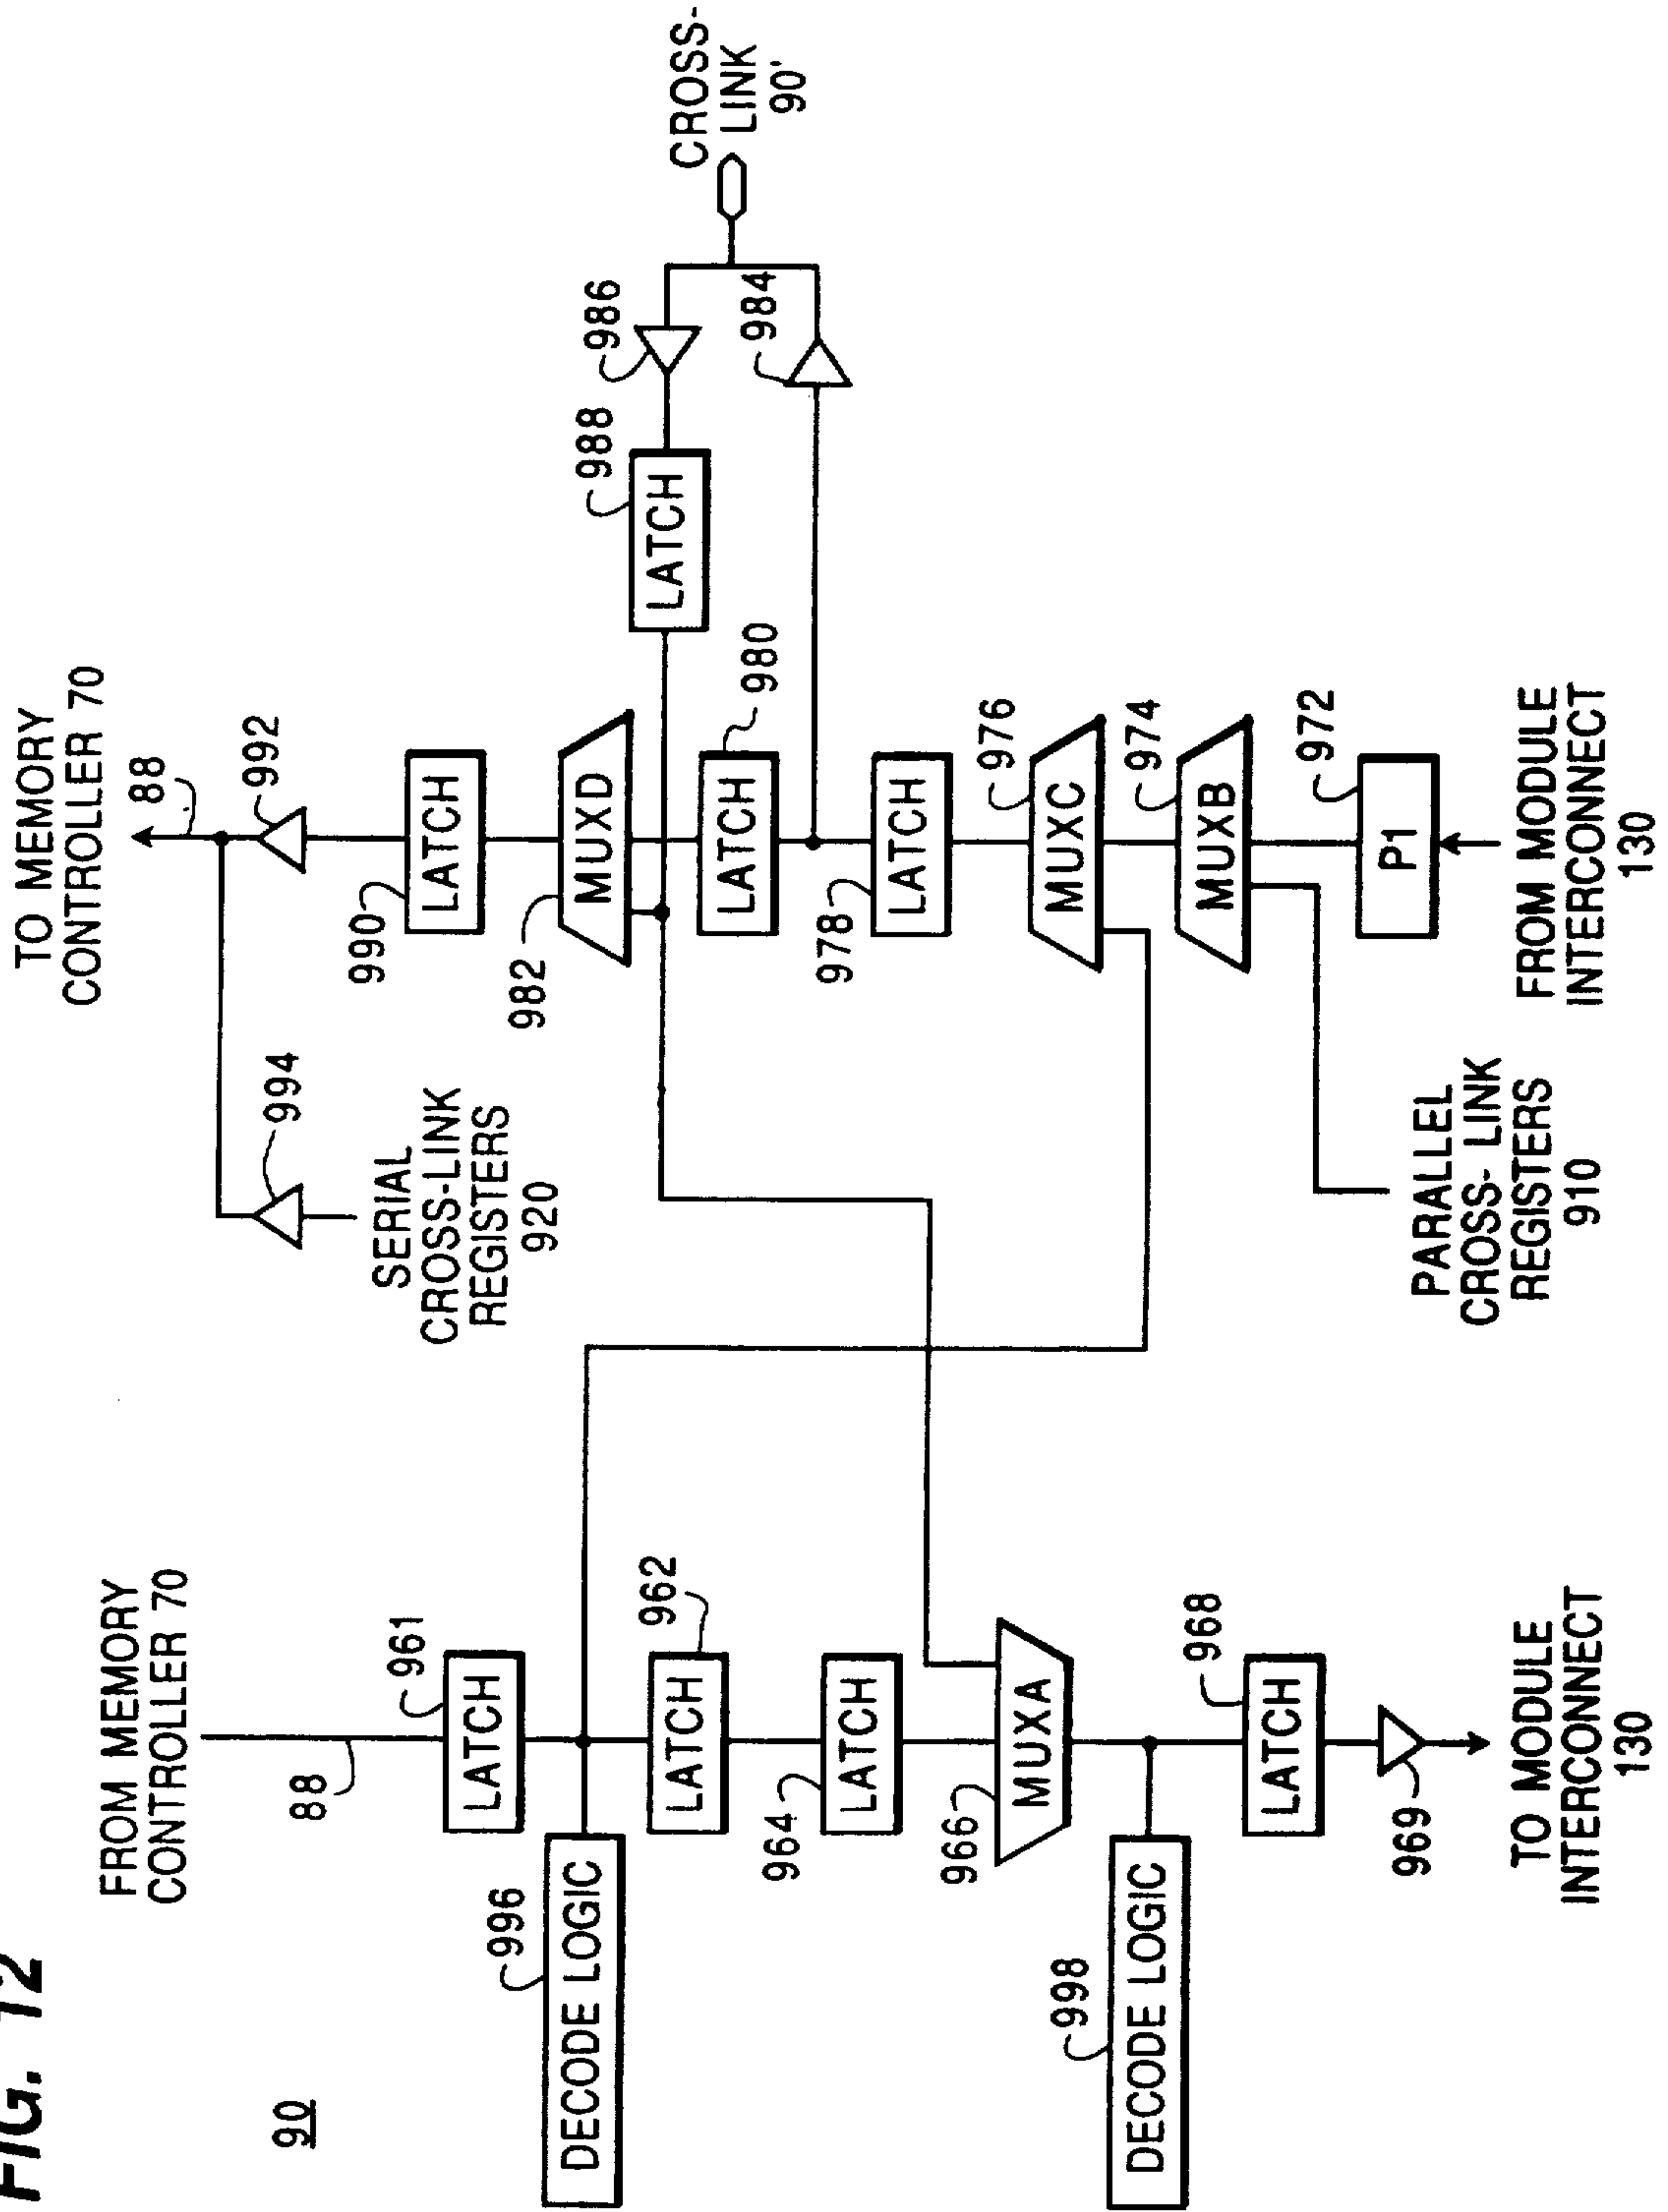 FIG. 12
90
FROM MEMORY
CONTROLLER 70
88
961
LATCH
996
DECODE LOGIC
962
LATCH
964
LATCH
966
MUXA
998
DECODE LOGIC
968
LATCH
969
TO MODULE
INTERCONNECT
130
TO MEMORY
CONTROLLER 70
88
992
994
SERIAL
CROSS-LINK
REGISTERS
920
990
LATCH
982
MUXD
980
LATCH
978
LATCH
976
MUXC
974
MUXB
972
P1
PARALLEL
CROSS- LINK
REGISTERS
910
FROM MODULE
INTERCONNECT
130
988
LATCH
986
984
CROSS-
LINK
90'